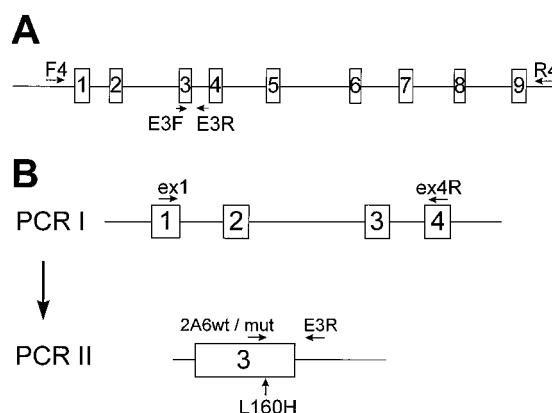 A
F4 R4
1 2 3 4 5 6 7 8 9
E3F E3R
B
ex1 ex4R
PCR I 1 2 3 4
2A6wt / mut E3R
PCR II 3
L160H